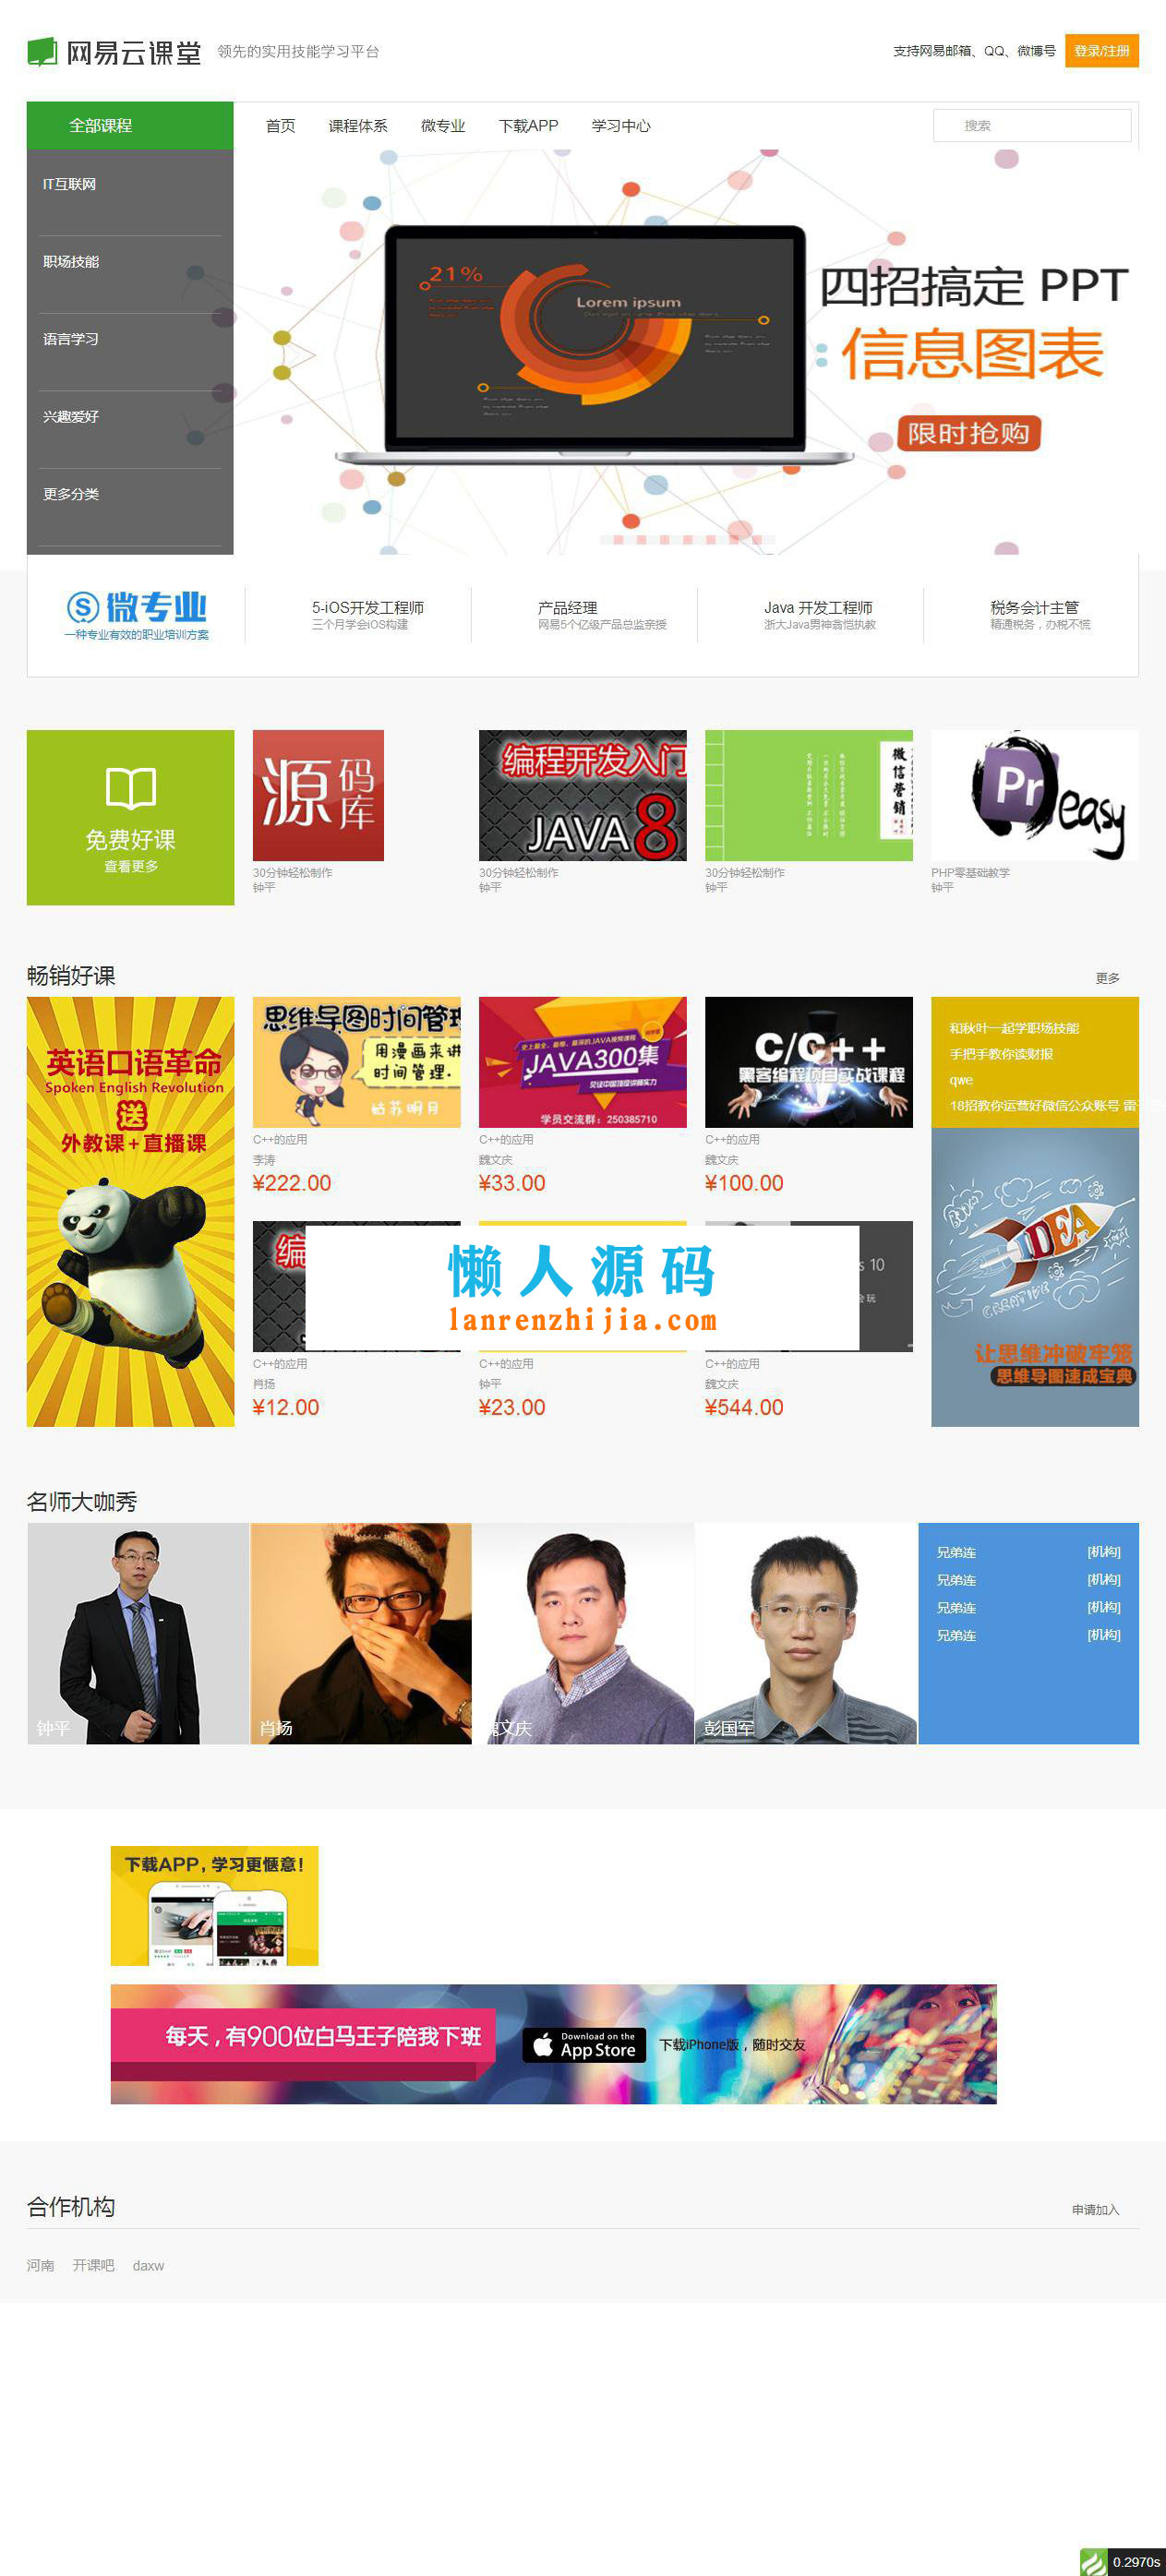 网易云课堂 领先的实用技能学习平台
支持网易邮箱、QQ、微博号 登录/注册
全部课程 首页 课程体系 微专业 下载APP 学习中心 搜索
IT互联网
职场技能
语言学习
兴趣爱好
更多分类
21%
Lorem ipsum
四招搞定 PPT
信息图表
限时抢购
微专业
一种专业有效的职业培训方案
5-iOS开发工程师
三个月学会iOS构建
产品经理
网易5个亿级产品总监亲授
Java 开发工程师
浙大Java男神翁恺执教
税务会计主管
精通税务，办税不慌
免费好课
查看更多
源码库
30分钟轻松制作
钟平
编程开发入门
JAVA8
30分钟轻松制作
钟平
微信营销
30分钟轻松制作
钟平
Pr easy
PHP零基础教学
钟平
畅销好课
更多
英语口语革命
Spoken English Revolution
送
外教课+直播课
思维导图时间管理
用漫画来讲
时间管理.
姑苏明月
C++的应用
李涛
¥222.00
JAVA300集
见证中国顶级讲师实力
学员交流群：250385710
C++的应用
魏文庆
¥33.00
C/C++
黑客编程项目实战课程
C++的应用
魏文庆
¥100.00
和秋叶一起学职场技能
手把手教你读财报
qwe
18招教你运营好微信公众账号 雷
IDEA
CREATIVE
让思维冲破牢笼
思维导图速成宝典
编
s 10
会玩
懒人源码
lanrenzhijia.com
C++的应用
肖扬
¥12.00
C++的应用
钟平
¥23.00
C++的应用
魏文庆
¥544.00
名师大咖秀
钟平
肖扬
魏文庆
彭国军
兄弟连 [机构]
兄弟连 [机构]
兄弟连 [机构]
兄弟连 [机构]
下载APP，学习更惬意！
每天，有900位白马王子陪我下班
Download on the
App Store
下载iPhone版，随时交友
合作机构
申请加入
河南 开课吧 daxw
0.2970s